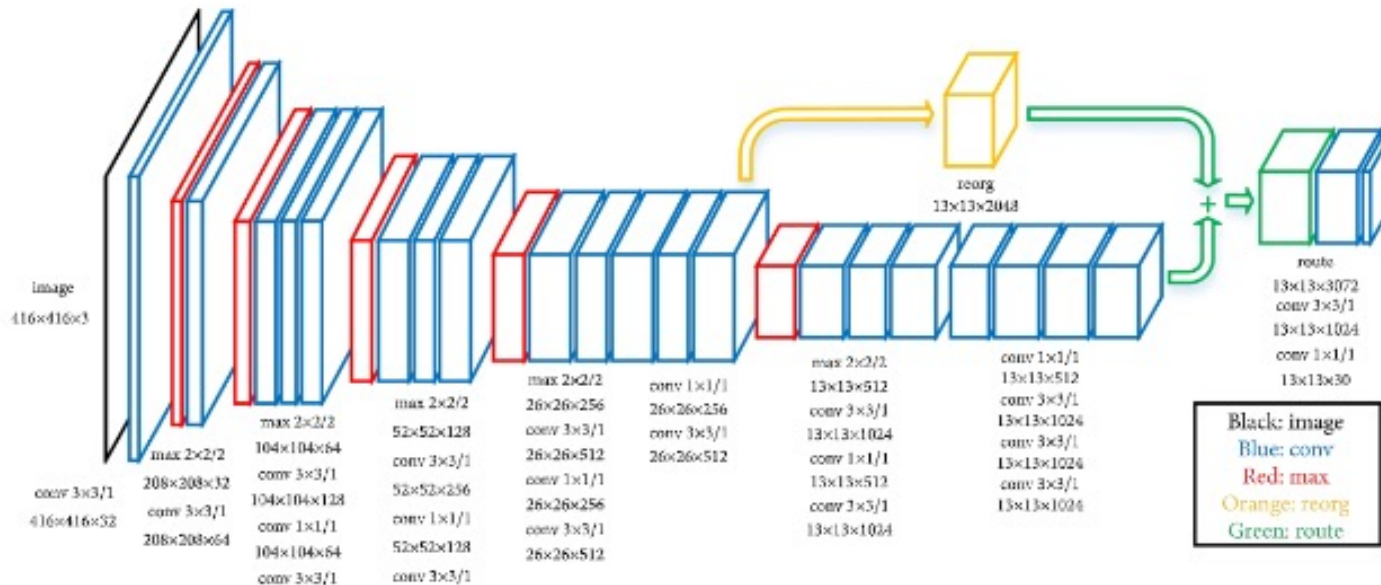 image
416×416×3
conv 3×3/1
416×416×32
max 2×2/2
208×208×32
conv 3×3/1
208×208×64
max 2×2/2
104×104×64
conv 3×3/1
104×104×128
conv 1×1/1
104×104×64
conv 3×3/1
max 2×2/2
52×52×128
conv 3×3/1
52×52×256
conv 1×1/1
52×52×128
conv 3×3/1
max 2×2/2
26×26×256
conv 3×3/1
26×26×512
conv 1×1/1
26×26×256
conv 3×3/1
26×26×512
conv 1×1/1
26×26×256
conv 3×3/1
26×26×512
reorg
13×13×2048
max 2×2/2
13×13×512
conv 3×3/1
13×13×1024
conv 1×1/1
13×13×512
conv 3×3/1
13×13×1024
conv 1×1/1
13×13×512
conv 3×3/1
13×13×1024
conv 3×3/1
13×13×1024
conv 3×3/1
13×13×1024
+
route
13×13×3072
conv 3×3/1
13×13×1024
conv 1×1/1
13×13×30
Black: image
Blue: conv
Red: max
Orange: reorg
Green: route